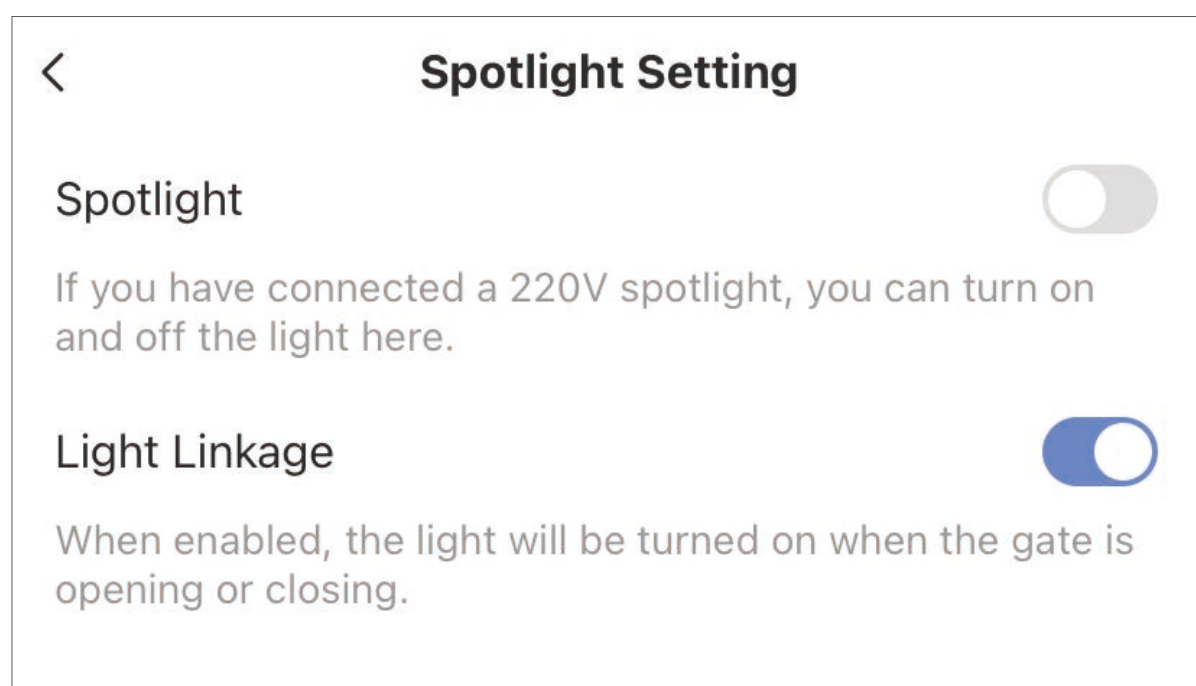 Spotlight Setting
Spotlight
If you have connected a 220V spotlight, you can turn on
and off the light here.
Light Linkage
When enabled, the light will be turned on when the gate is
opening or closing.